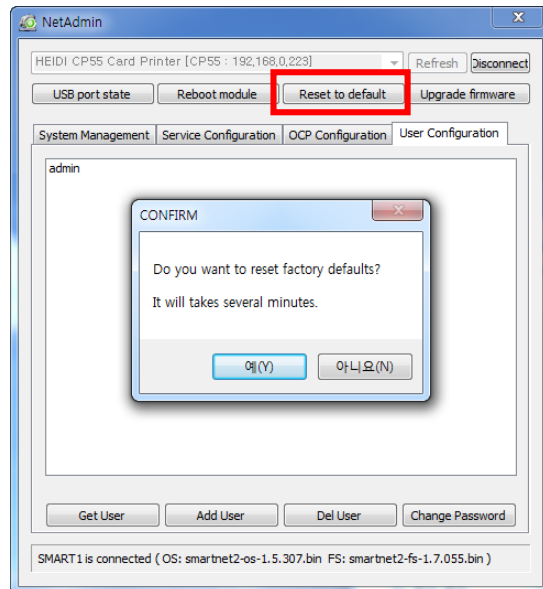 NetAdmin
HEIDI CP55 Card Printer [CP55 : 192,168,0,223]
Refresh
Disconnect
USB port state
Reboot module
Reset to default
Upgrade firmware
System Management
Service Configuration
OCP Configuration
User Configuration
admin
CONFIRM
Do you want to reset factory defaults?
It will takes several minutes.
예(Y)
아니요(N)
Get User
Add User
Del User
Change Password
SMART1 is connected ( OS: smartnet2-os-1.5.307.bin FS: smartnet2-fs-1.7.055.bin )